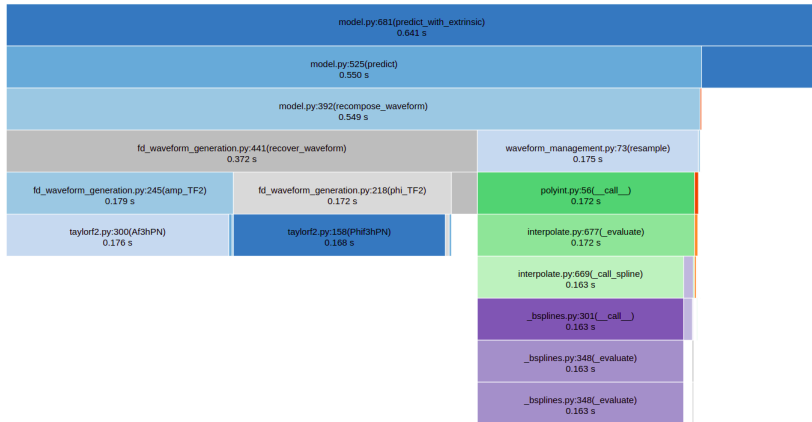 model.py:681(predict_with_extrinsic)
0.641 s
model.py:525(predict)
0.550 s
model.py:392(recompose_waveform)
0.549 s
fd_waveform_generation.py:441(recover_waveform)
0.372 s
waveform_management.py:73(resample)
0.175 s
fd_waveform_generation.py:245(amp_TF2)
0.179 s
fd_waveform_generation.py:218(phi_TF2)
0.172 s
polyint.py:56(__call__)
0.172 s
taylorf2.py:300(Af3hPN)
0.176 s
taylorf2.py:158(Phif3hPN)
0.168 s
interpolate.py:677(_evaluate)
0.172 s
interpolate.py:669(_call_spline)
0.163 s
_bsplines.py:301(__call__)
0.163 s
_bsplines.py:348(_evaluate)
0.163 s
_bsplines.py:348(_evaluate)
0.163 s